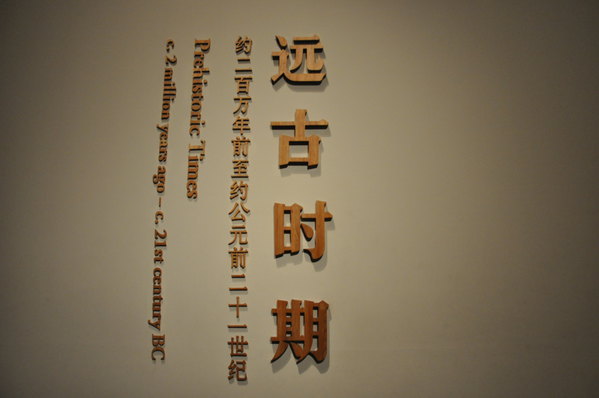 远古时期
约二百万年前至约公元前二十一世纪
Prehistoric Times
c. 2 million years ago – c. 21st century BC